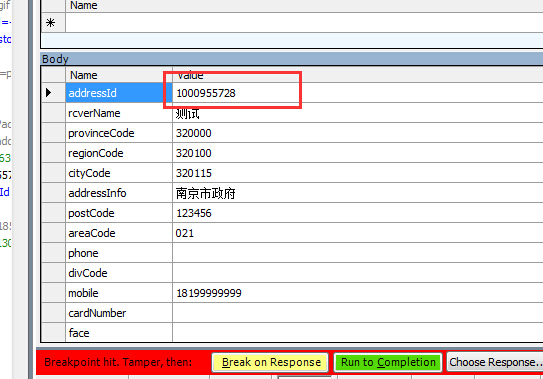 gif
Name
Body
Name Value
addressId 1000955728
rcverName 测试
provinceCode 320000
regionCode 320100
cityCode 320115
addressInfo 南京市政府
postCode 123456
areaCode 021
phone
divCode
mobile 18199999999
cardNumber
face
Breakpoint hit. Tamper, then: Break on Response Run to Completion Choose Response...